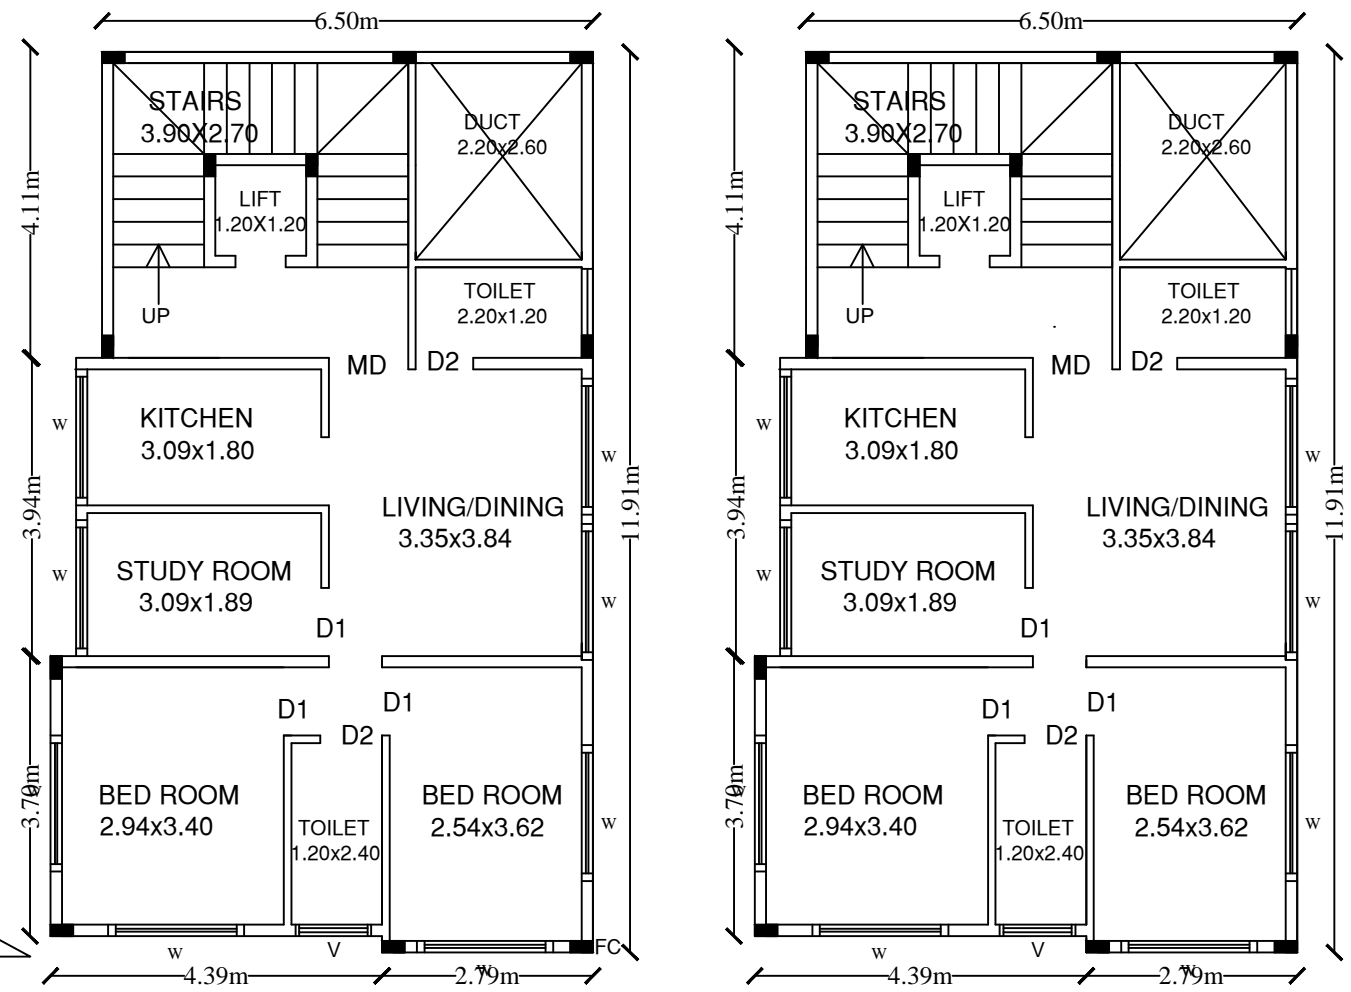 6.50m
STAIRS
3.90X2.70
DUCT
2.20x2.60
4.11m
LIFT
1.20X1.20
UP
TOILET
2.20x1.20
MD
D2
KITCHEN
3.09x1.80
w
w
3.94m
LIVING/DINING
3.35x3.84
11.91m
STUDY ROOM
3.09x1.89
w
w
D1
D1
D1
D2
BED ROOM
2.94x3.40
BED ROOM
2.54x3.62
w
TOILET
1.20x2.40
w
V
FC
4.39m
2.79m
w
6.50m
STAIRS
3.90X2.70
DUCT
2.20x2.60
4.11m
LIFT
1.20X1.20
UP
TOILET
2.20x1.20
MD
D2
KITCHEN
3.09x1.80
w
w
3.94m
LIVING/DINING
3.35x3.84
11.91m
STUDY ROOM
3.09x1.89
w
w
D1
D1
D1
D2
BED ROOM
2.94x3.40
BED ROOM
2.54x3.62
w
TOILET
1.20x2.40
w
V
4.39m
2.79m
w